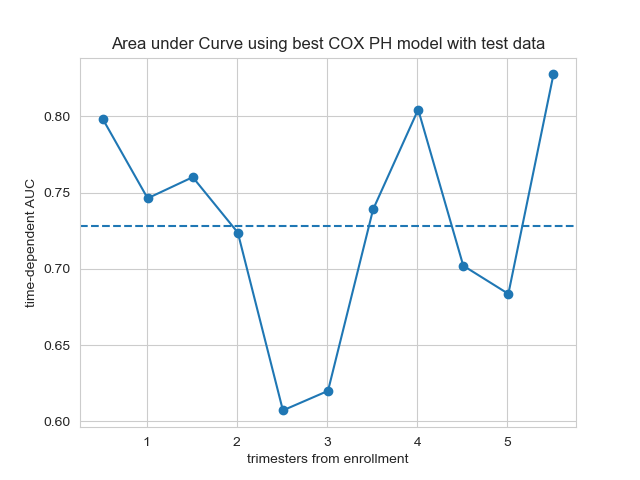 Area under Curve using best COX PH model with test data
time-dependent AUC
0.80
0.75
0.70
0.65
0.60
1 2 3 4 5
trimesters from enrollment